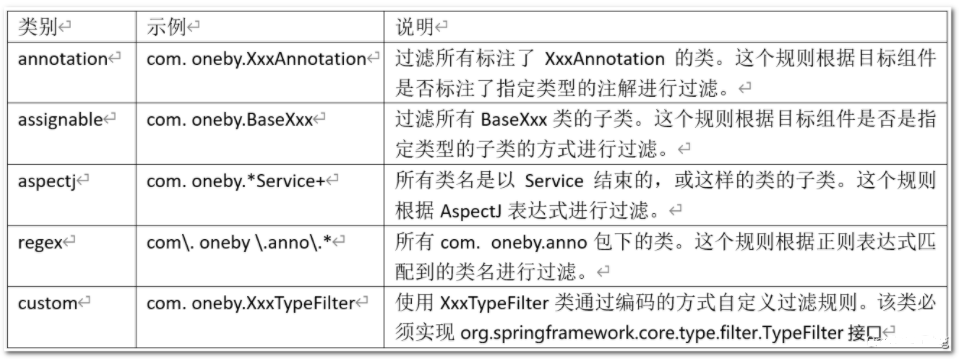 类别 示例 说明
annotation com. oneby.XxxAnnotation 过滤所有标注了 XxxAnnotation 的类。这个规则根据目标组件
是否标注了指定类型的注解进行过滤。
assignable com. oneby.BaseXxx 过滤所有 BaseXxx 类的子类。这个规则根据目标组件是否是指
定类型的子类的方式进行过滤。
aspectj com. oneby.*Service+ 所有类名是以 Service 结束的，或这样的类的子类。这个规则
根据 AspectJ 表达式进行过滤。
regex com\. oneby \.anno\.* 所有 com. oneby.anno 包下的类。这个规则根据正则表达式匹
配到的类名进行过滤。
custom com. oneby.XxxTypeFilter 使用 XxxTypeFilter 类通过编码的方式自定义过滤规则。该类必
须实现 org.springframework.core.type.filter.TypeFilter 接口